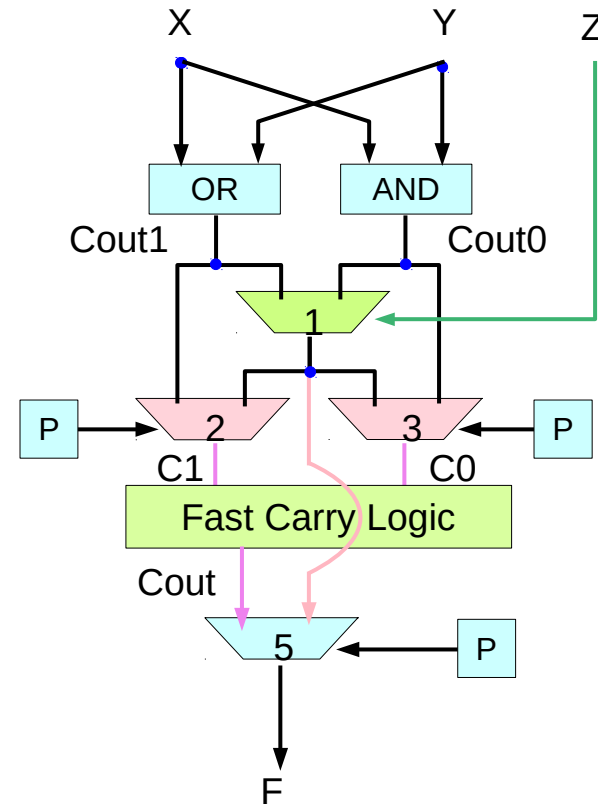 X Y Z
OR AND
Cout1 Cout0
1
P 2 3 P
C1 C0
Fast Carry Logic
Cout
5 P
F